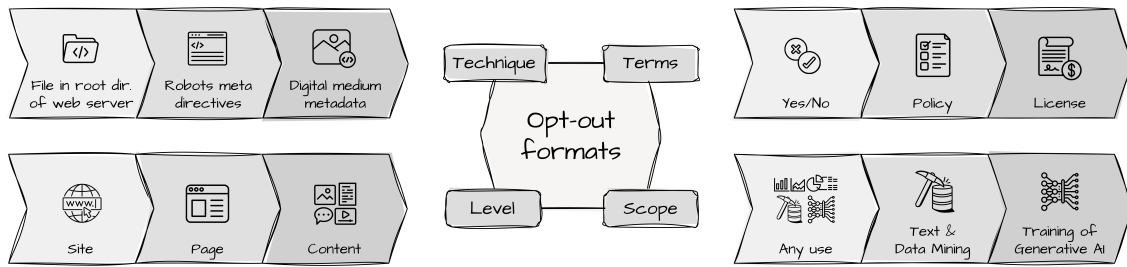 File in root dir.
of web server
Robots meta
directives
Digital medium
metadata
Technique
Terms
Opt-out
formats
Level
Scope
Yes/No
Policy
License
www.
Site
Page
Content
Any use
Text &
Data Mining
Training of
Generative AI